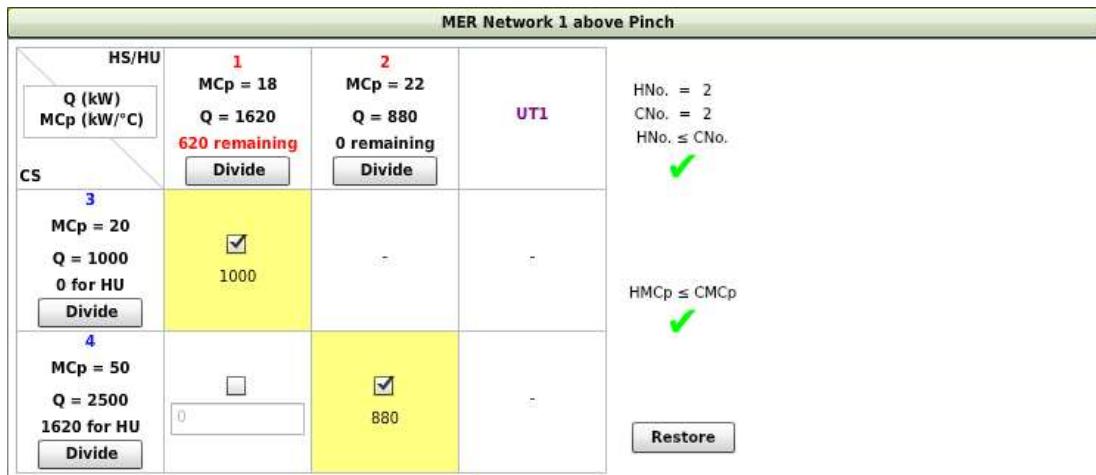 MER Network 1 above Pinch
HS/HU
Q (kW)
MCp (kW/°C)
CS
1
MCp = 18
Q = 1620
620 remaining
Divide
2
MCp = 22
Q = 880
0 remaining
Divide
UT1
HNo. = 2
CNo. = 2
HNo. ≤ CNo.
3
MCp = 20
Q = 1000
0 for HU
Divide
1000
-
-
HMCp ≤ CMCp
4
MCp = 50
Q = 2500
1620 for HU
Divide
0
880
-
Restore